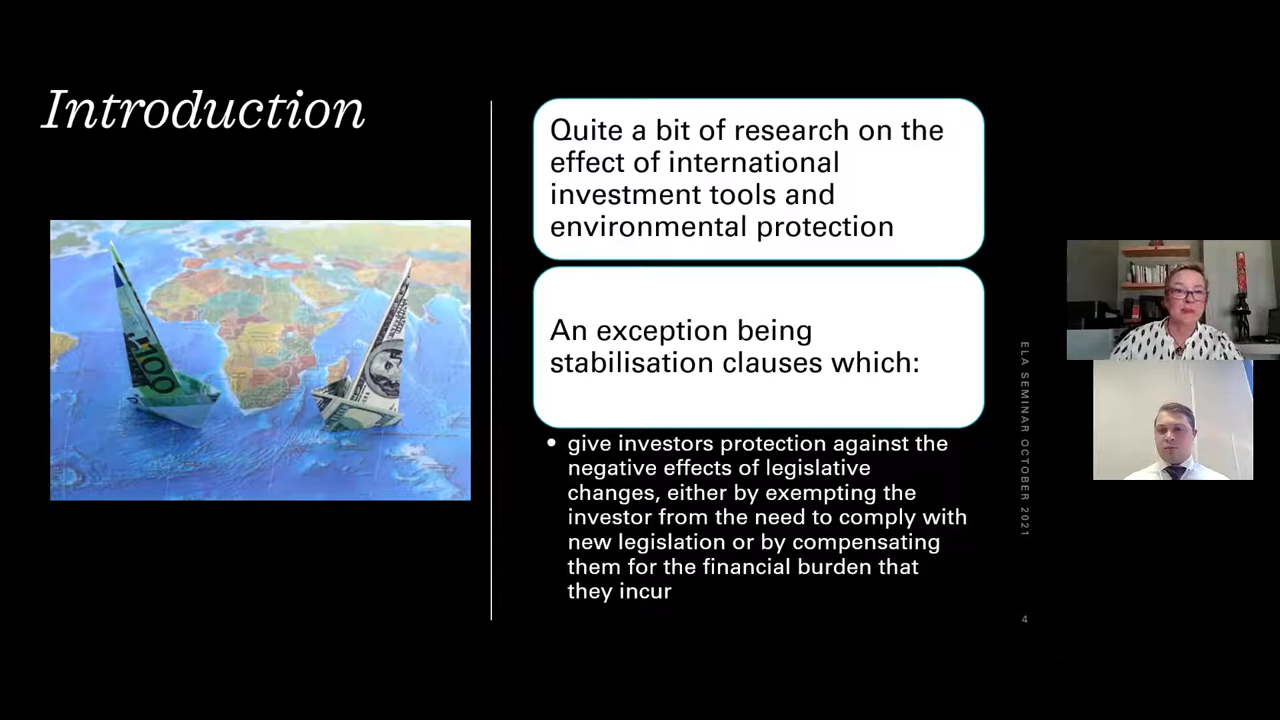 Introduction
Quite a bit of research on the
effect of international
investment tools and
environmental protection
An exception being
stabilisation clauses which:
• give investors protection against the
negative effects of legislative
changes, either by exempting the
investor from the need to comply with
new legislation or by compensating
them for the financial burden that
they incur
ELA SEMINAR OCTOBER 2021
4
100